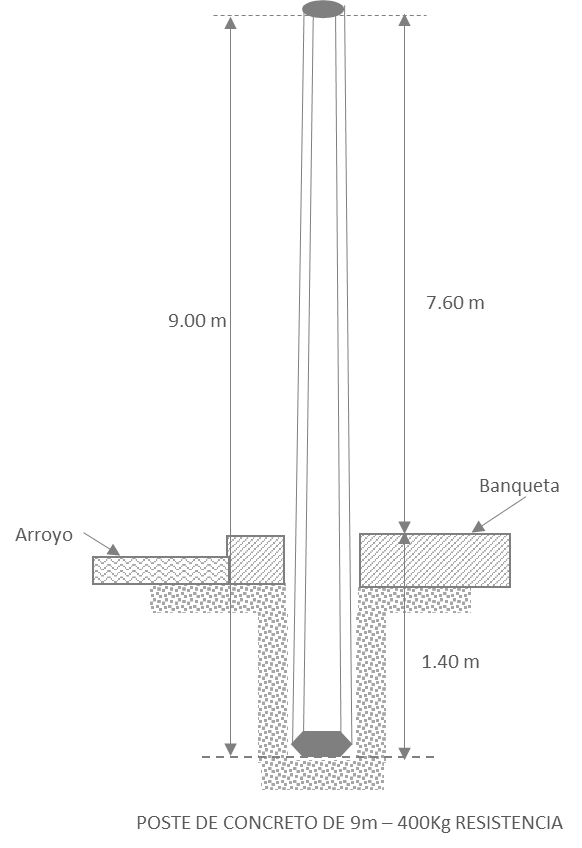 7.60 m
9.00 m
Banqueta
Arroyo
1.40 m
POSTE DE CONCRETO DE 9m – 400Kg RESISTENCIA